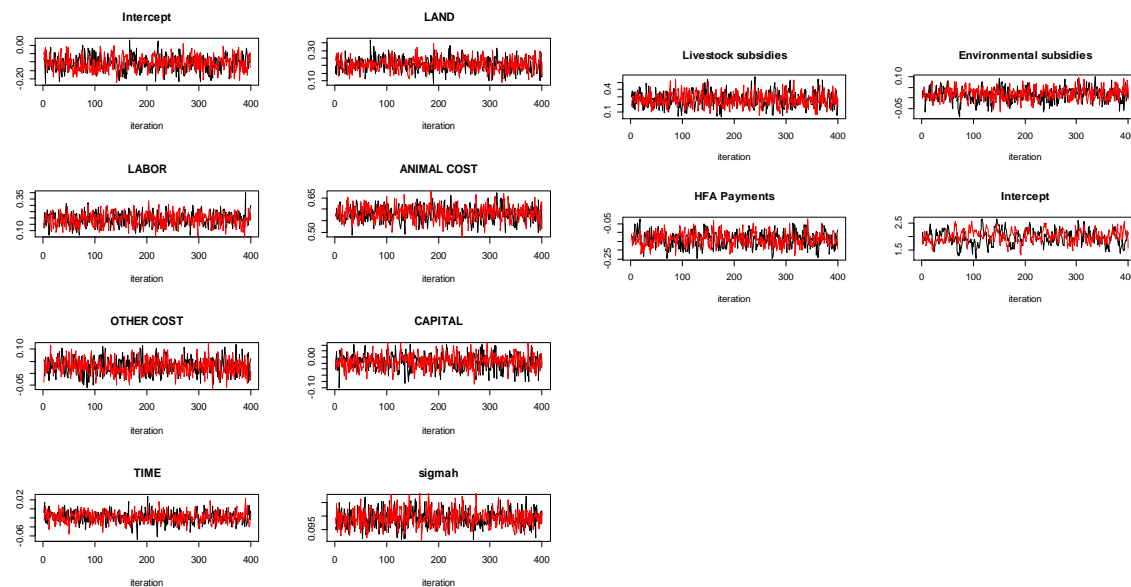 Intercept
0.00
-0.20
0 100 200 300 400
iteration
LAND
0.30
0.10
0 100 200 300 400
iteration
LABOR
0.35
0.10
0 100 200 300 400
iteration
ANIMAL COST
0.65
0.50
0 100 200 300 400
iteration
OTHER COST
0.10
-0.05
0 100 200 300 400
iteration
CAPITAL
0.00
-0.10
0 100 200 300 400
iteration
TIME
0.02
-0.06
0 100 200 300 400
iteration
sigmah
0.095
0 100 200 300 400
iteration
Livestock subsidies
0.4
0.1
0 100 200 300 400
iteration
Environmental subsidies
0.10
-0.05
0 100 200 300 400
iteration
HFA Payments
-0.05
-0.25
0 100 200 300 400
iteration
Intercept
2.5
1.5
0 100 200 300 400
iteration